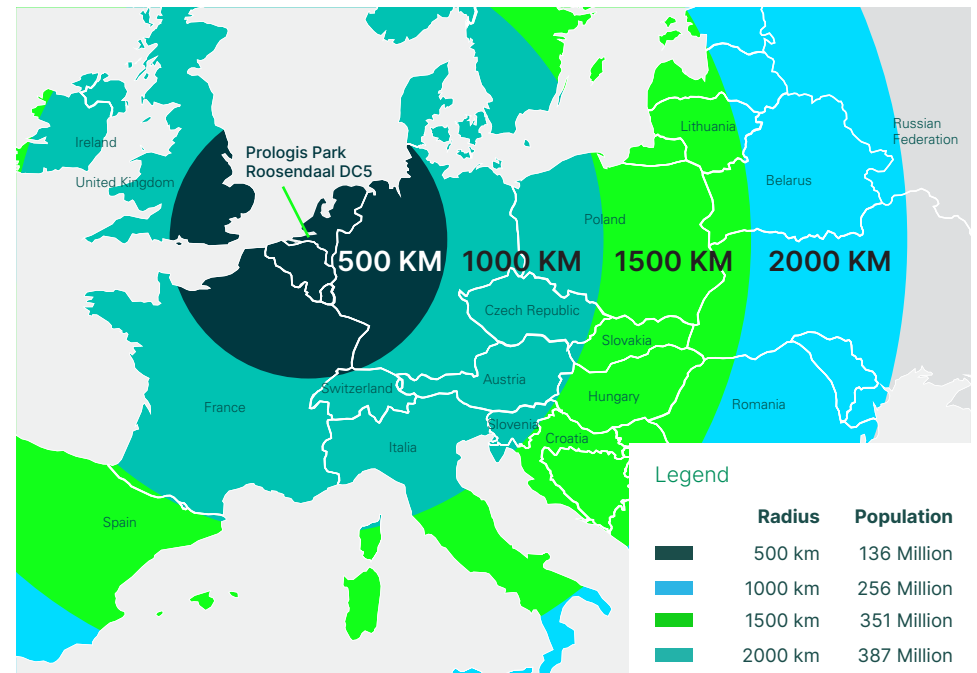 Ireland
United Kingdom
Prologis Park
Roosendaal DC5
Lithuania
Russian
Federation
Belarus
Poland
500 KM
1000 KM
1500 KM
2000 KM
Czech Republic
Slovakia
Switzerland
Austria
France
Hungary
Romania
Slovenia
Croatia
Italia
Spain
Legend
Radius Population
500 km 136 Million
1000 km 256 Million
1500 km 351 Million
2000 km 387 Million